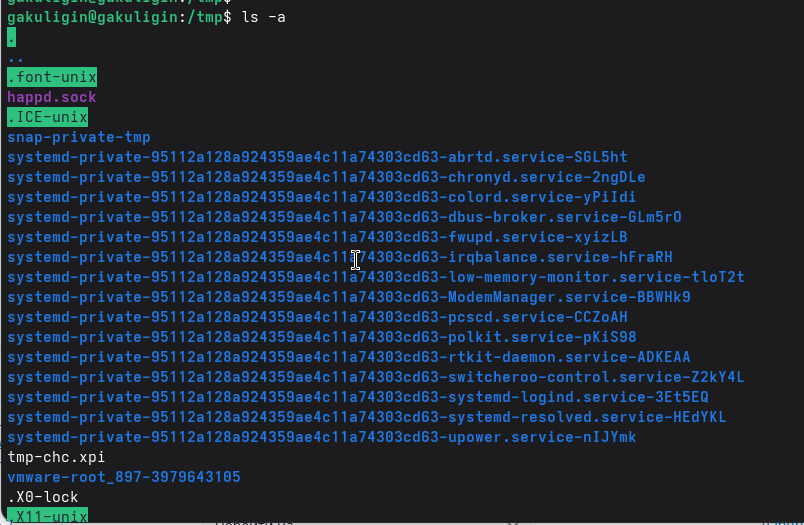 gakuligin@gakuligin:/tmp$ ls -a
.
..
.font-unix
happd.sock
.ICE-unix
snap-private-tmp
systemd-private-95112a128a924359ae4c11a74303cd63-abrtd.service-SGL5ht
systemd-private-95112a128a924359ae4c11a74303cd63-chronyd.service-2ngDLe
systemd-private-95112a128a924359ae4c11a74303cd63-colord.service-yPiIdi
systemd-private-95112a128a924359ae4c11a74303cd63-dbus-broker.service-GLm5rO
systemd-private-95112a128a924359ae4c11a74303cd63-fwupd.service-xyizLB
systemd-private-95112a128a924359ae4c11a74303cd63-irqbalance.service-hFraRH
systemd-private-95112a128a924359ae4c11a74303cd63-low-memory-monitor.service-tloT2t
systemd-private-95112a128a924359ae4c11a74303cd63-ModemManager.service-BBWHk9
systemd-private-95112a128a924359ae4c11a74303cd63-pcscd.service-CCZoAH
systemd-private-95112a128a924359ae4c11a74303cd63-polkit.service-pKiS98
systemd-private-95112a128a924359ae4c11a74303cd63-rtkit-daemon.service-ADKEAA
systemd-private-95112a128a924359ae4c11a74303cd63-switcheroo-control.service-Z2kY4L
systemd-private-95112a128a924359ae4c11a74303cd63-systemd-logind.service-3Et5EQ
systemd-private-95112a128a924359ae4c11a74303cd63-systemd-resolved.service-HEdYKL
systemd-private-95112a128a924359ae4c11a74303cd63-upower.service-nIJYmk
tmp-chc.xpi
vmware-root_897-3979643105
.X0-lock
.X11-unix